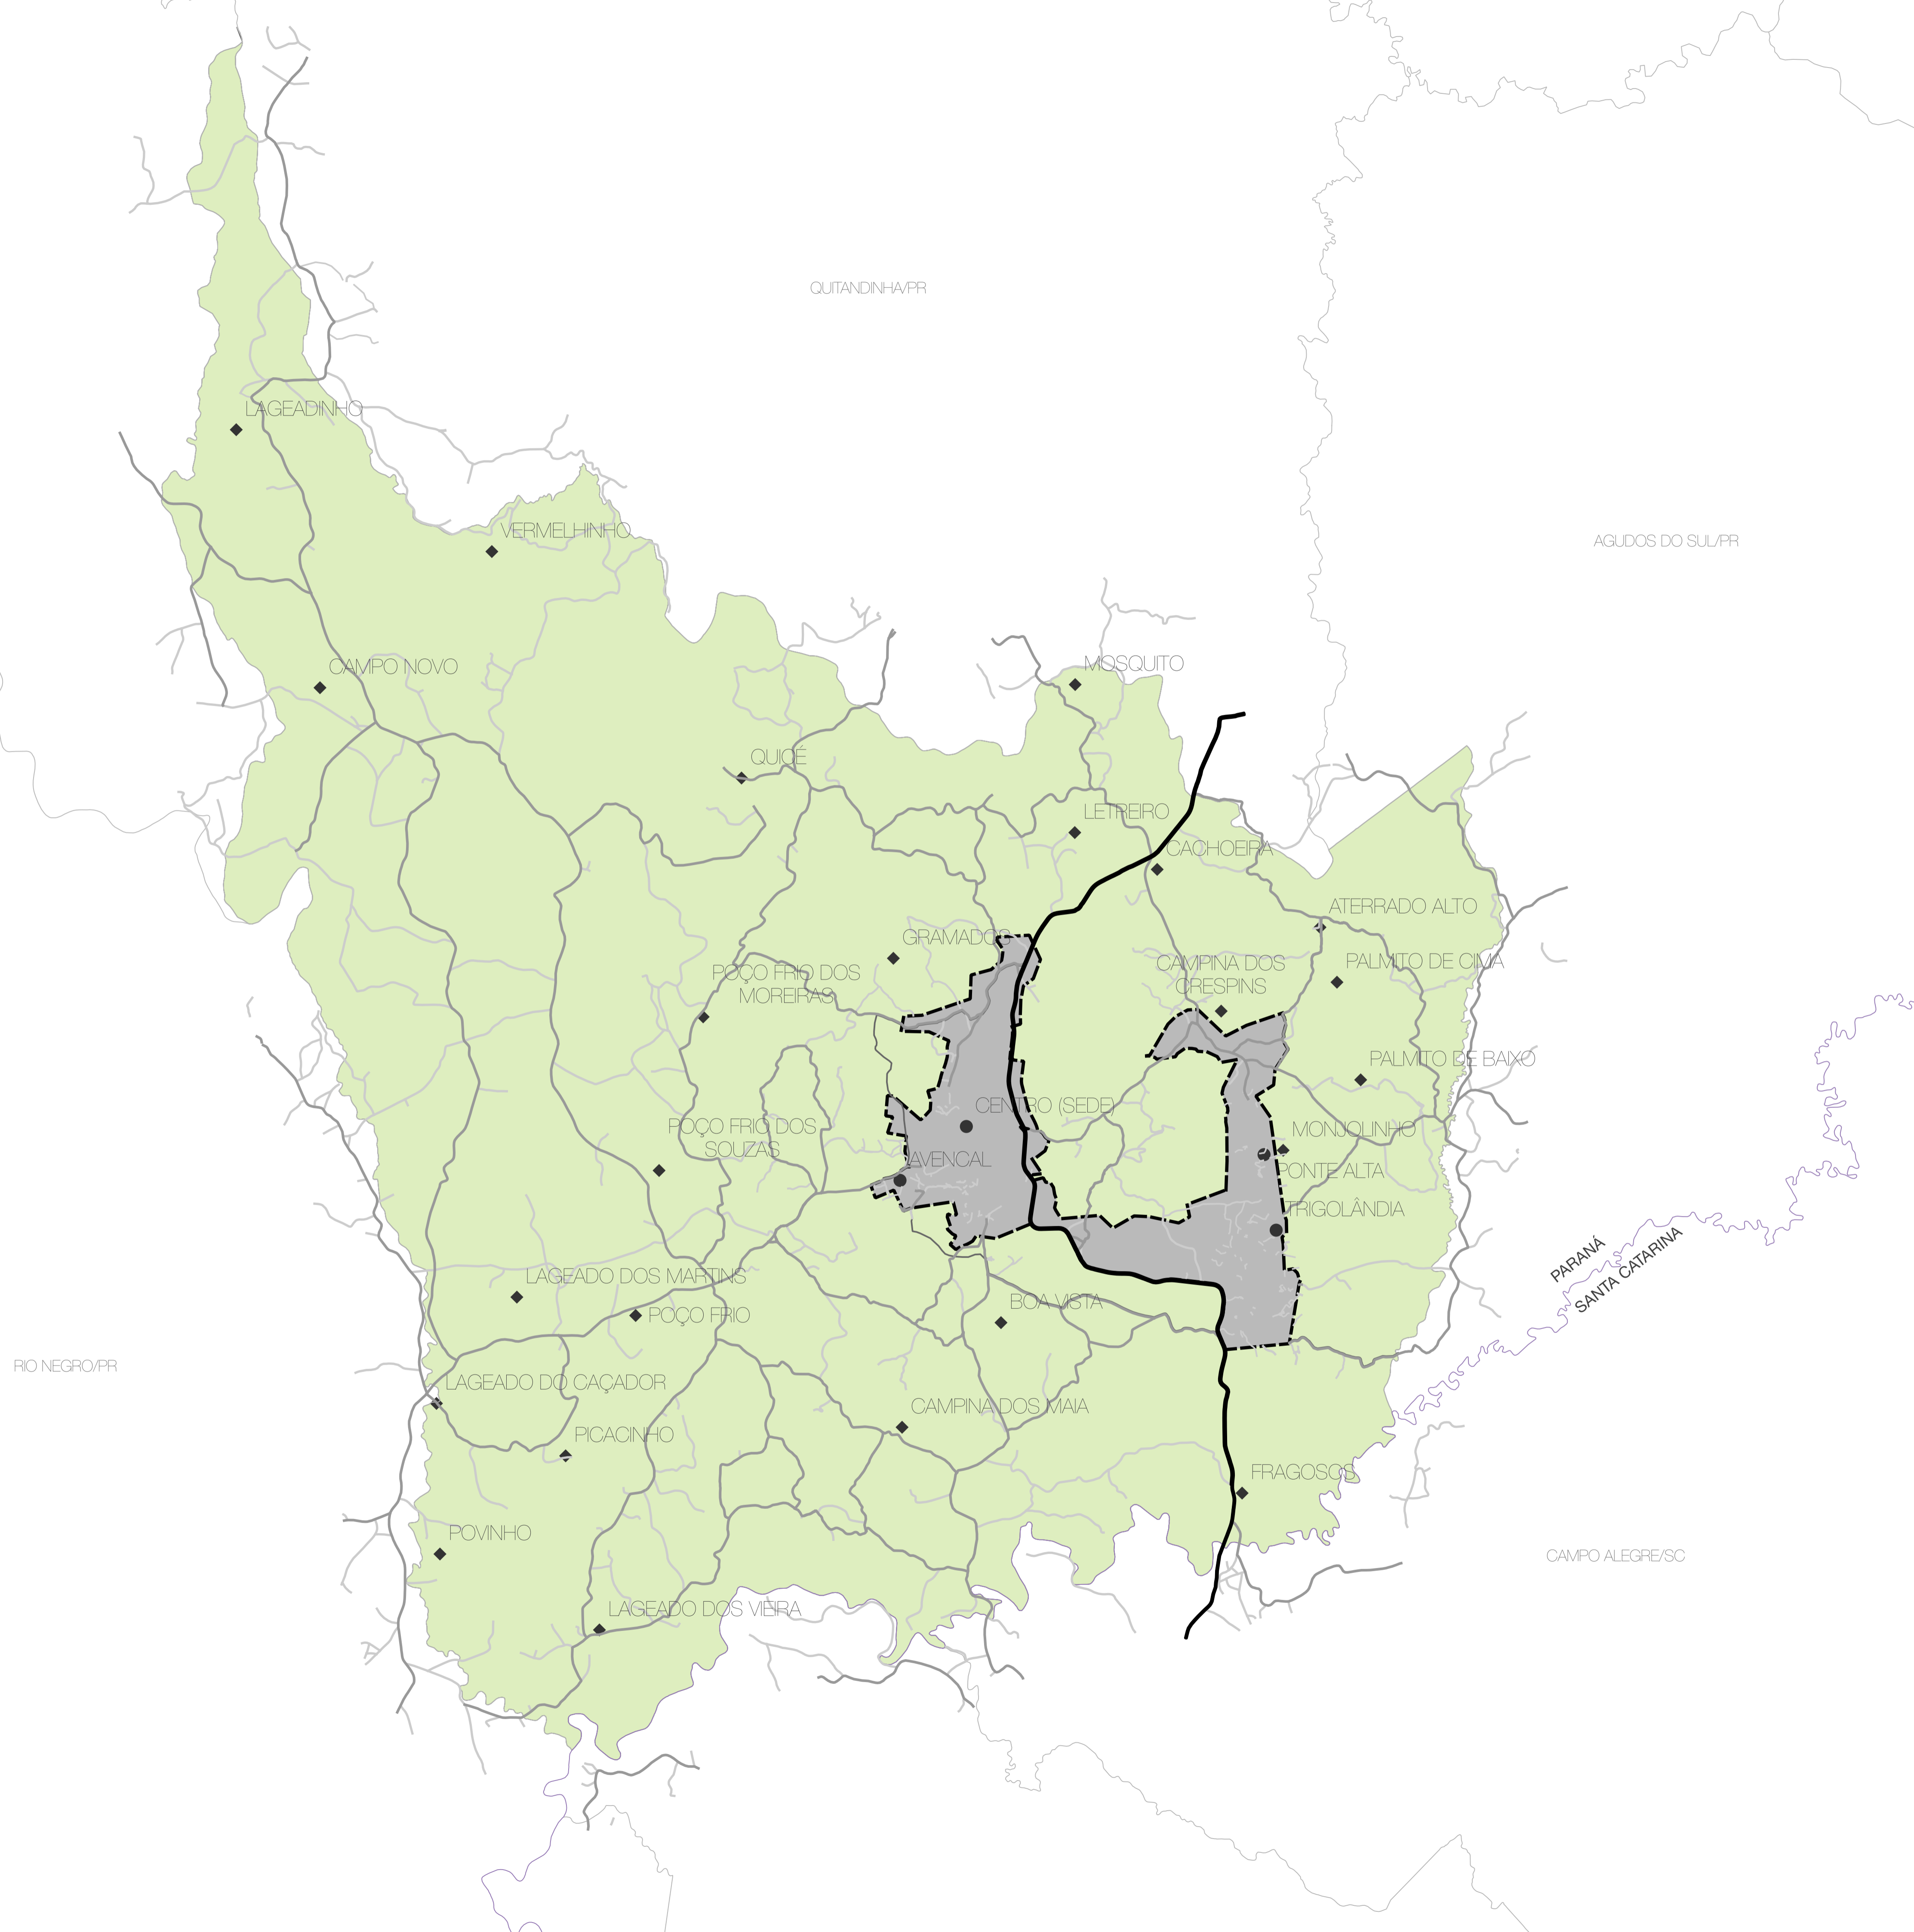 QUITANDINHA/PR
LAGEADINHO
VERMELHINHO
AGUDOS DO SUL/PR
CAMPO NOVO
MOSQUITO
QUICÉ
LETREIRO
CACHOEIRA
ATERRADO ALTO
GRAMADOS
PALMITO DE CIMA
CAMPINA DOS
CRESPINS
POÇO FRIO DOS
MOREIRAS
PALMITO DE BAIXO
CENTRO (SEDE)
POÇO FRIO DOS
SOUZAS
MONJOLINHO
AVENCAL
PONTE ALTA
TRIGOLÂNDIA
PARANÁ
SANTA CATARINA
LAGEADO DOS MARTINS
BOA VISTA
POÇO FRIO
RIO NEGRO/PR
LAGEADO DO CAÇADOR
CAMPINA DOS MAIA
PICACINHO
FRAGOSOS
POVINHO
CAMPO ALEGRE/SC
LAGEADO DOS VIEIRA